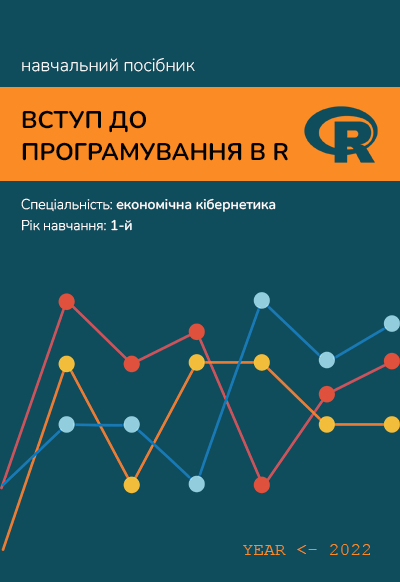 навчальний посібник
ВСТУП ДО
ПРОГРАМУВАННЯ В R
R
Спеціальність: економічна кібернетика
Рік навчання: 1-й
YEAR <- 2022